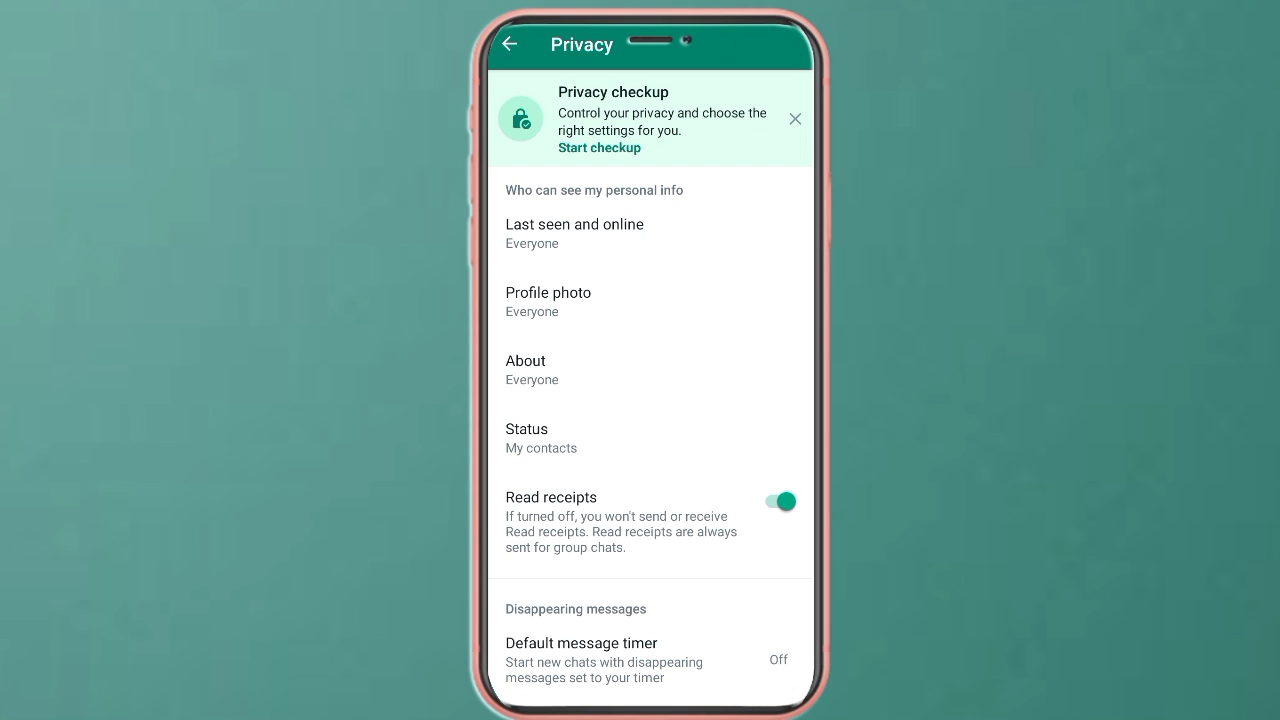 Privacy
Privacy checkup
Control your privacy and choose the
right settings for you.
Start checkup
Who can see my personal info
Last seen and online
Everyone
Profile photo
Everyone
About
Everyone
Status
My contacts
Read receipts
If turned off, you won't send or receive
Read receipts. Read receipts are always
sent for group chats.
Disappearing messages
Default message timer
Start new chats with disappearing
messages set to your timer
Off